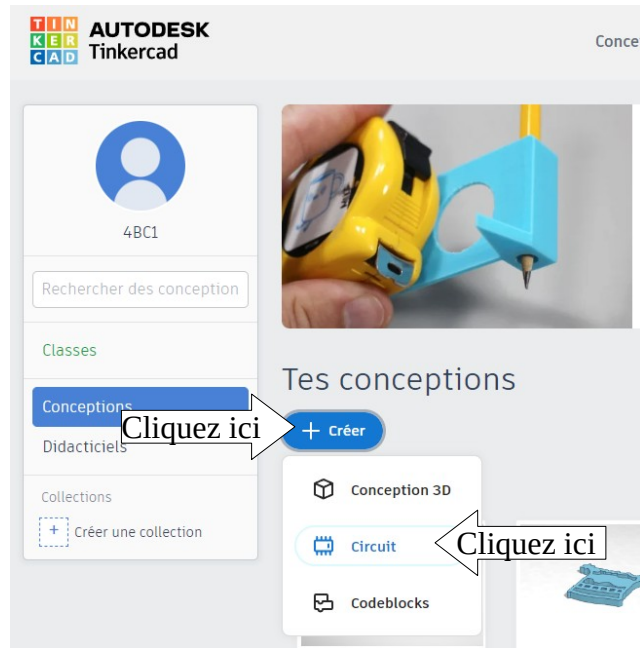 TIN
KER
CAD
AUTODESK
Tinkercad
Conce
4BC1
Rechercher des conception
Classes
Conceptions
Didacticiels
Collections
+ Créer une collection
Tes conceptions
Cliquez ici
+ Créer
Conception 3D
Circuit
Cliquez ici
Codeblocks